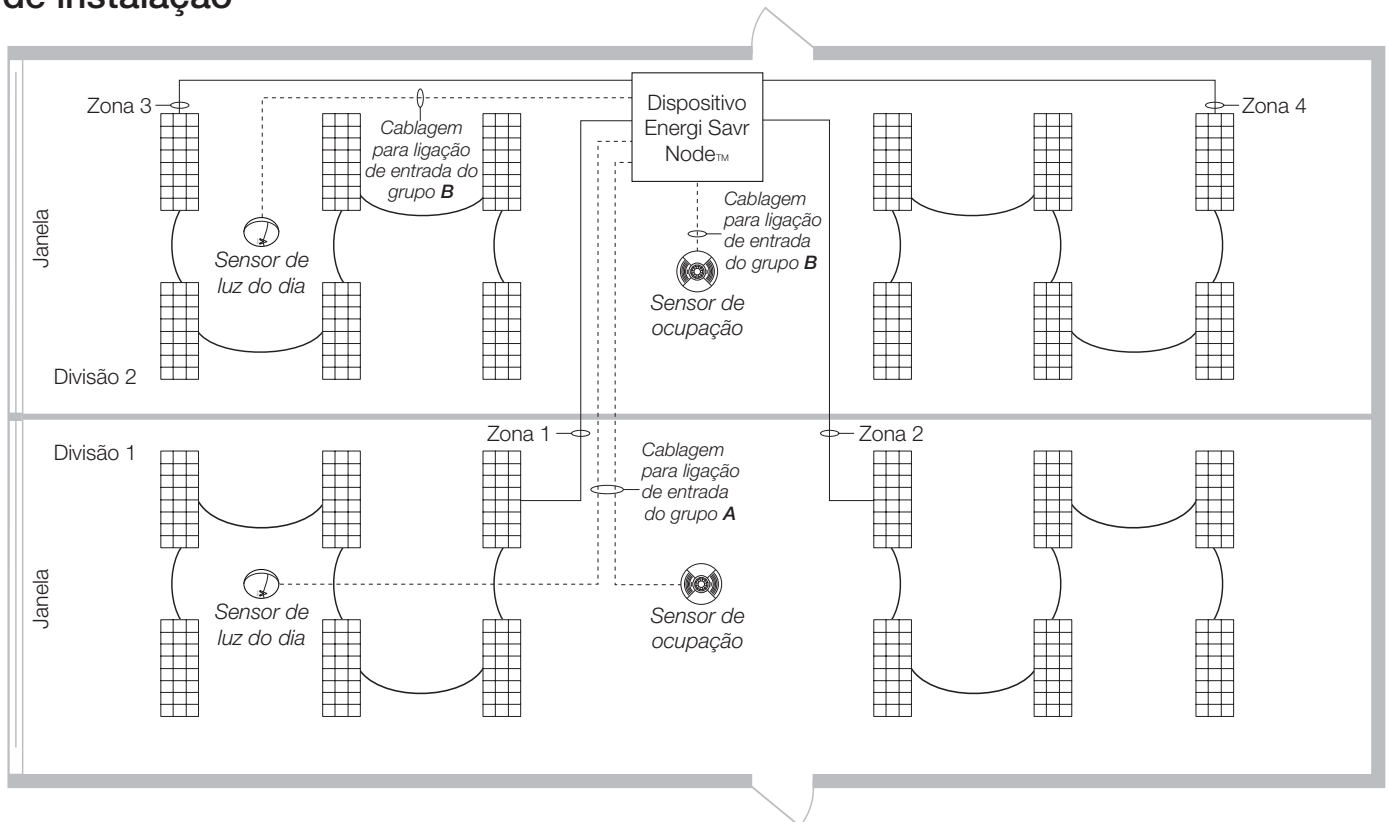 de instalação
Zona 3
Cablagem
para ligação
de entrada do
grupo B
Dispositivo
Energi Savr
Node™
Zona 4
Janela
Sensor de
luz do dia
Cablagem
para ligação
de entrada
do grupo B
Sensor de
ocupação
Divisão 2
Divisão 1
Zona 1
Zona 2
Cablagem
para ligação
de entrada
do grupo A
Janela
Sensor de
luz do dia
Sensor de
ocupação